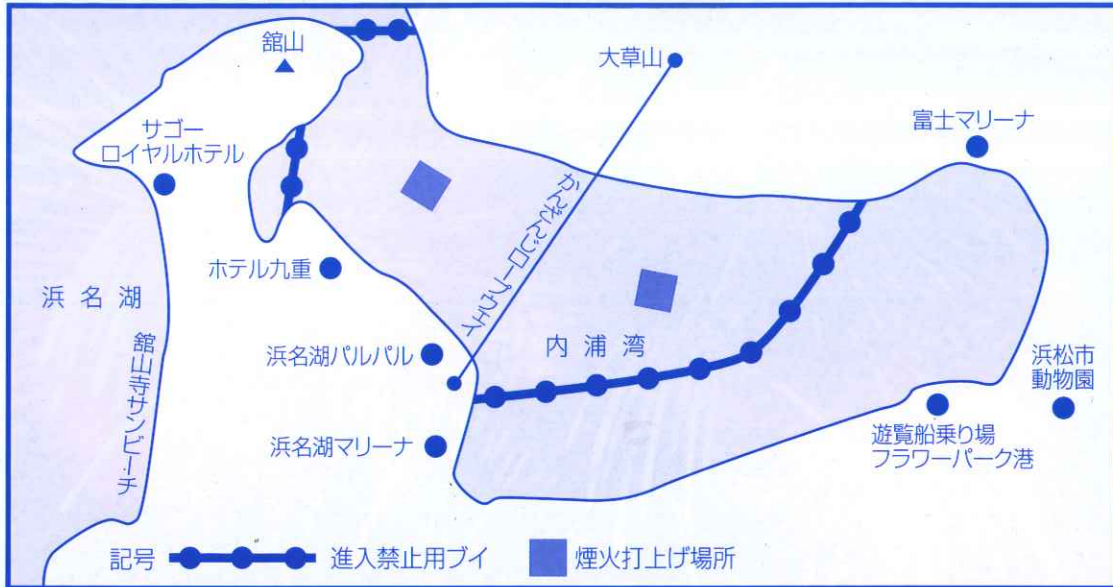 舘山
大草山
富士マリーナ
サゴー
ロイヤルホテル
かんざんじロープウェイ
ホテル九重
浜名湖
舘山寺サンビーチ
浜名湖パルパル
内浦湾
浜松市
動物園
浜名湖マリーナ
遊覧船乗り場
フラワーパーク港
記号
進入禁止用ブイ
煙火打上げ場所